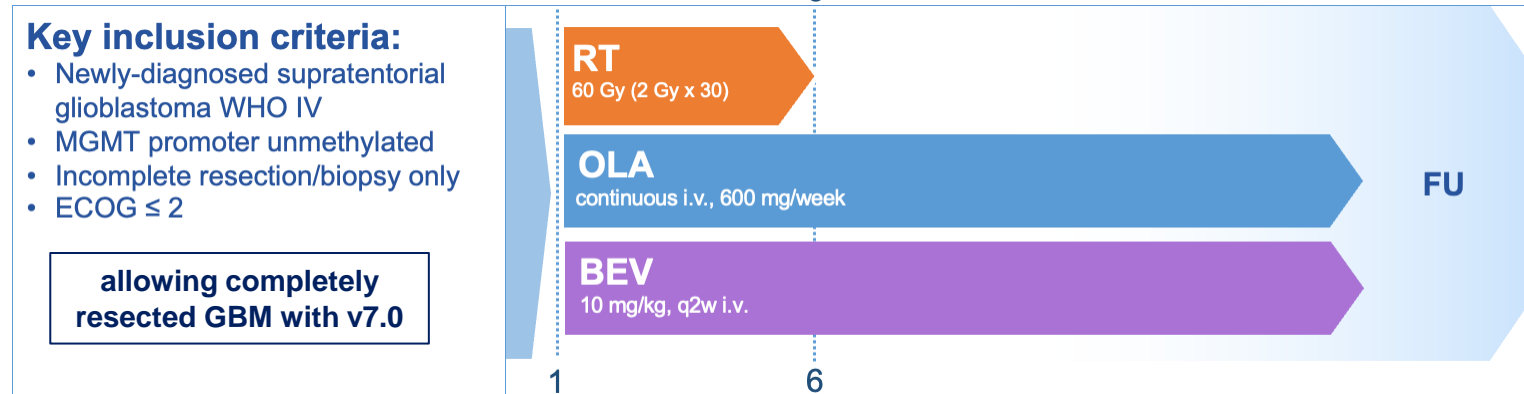 Key inclusion criteria:
• Newly-diagnosed supratentorial
glioblastoma WHO IV
• MGMT promoter unmethylated
• Incomplete resection/biopsy only
• ECOG ≤ 2
allowing completely
resected GBM with v7.0
RT
60 Gy (2 Gy x 30)
OLA
continuous i.v., 600 mg/week
BEV
10 mg/kg, q2w i.v.
FU
1
6